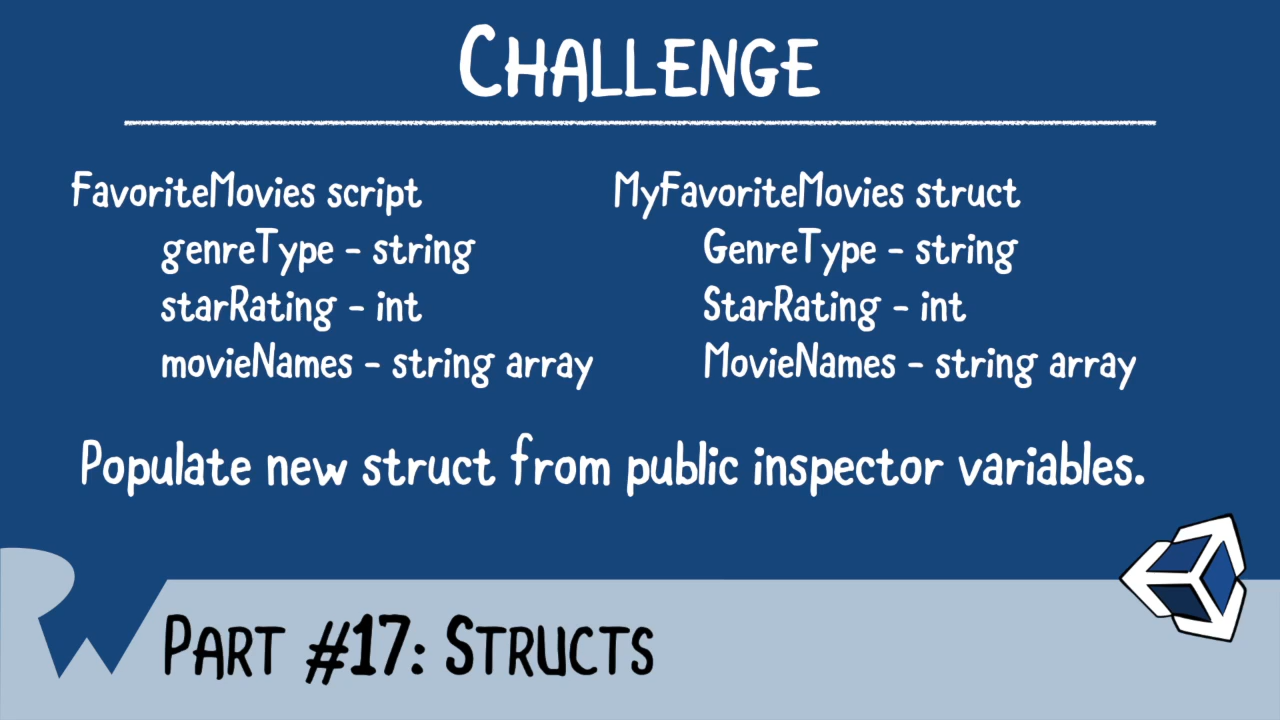 Challenge
FavoriteMovies script
genreType - string
starRating - int
movieNames - string array
MyFavoriteMovies struct
GenreType - string
StarRating - int
MovieNames - string array
Populate new struct from public inspector variables.
Part #17: Structs